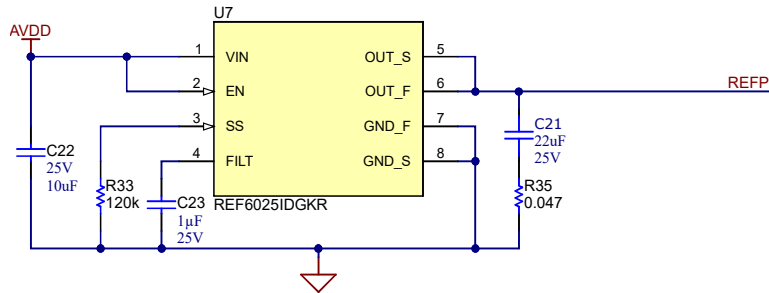 U7
AVDD
1 VIN OUT_S 5
2 EN OUT_F 6
REFP
3 SS GND_F 7
4 FILT GND_S 8
C21
22uF
25V
C22
25V
10uF
R33
120k
C23
1µF
25V
R35
0.047
REF6025IDGKR